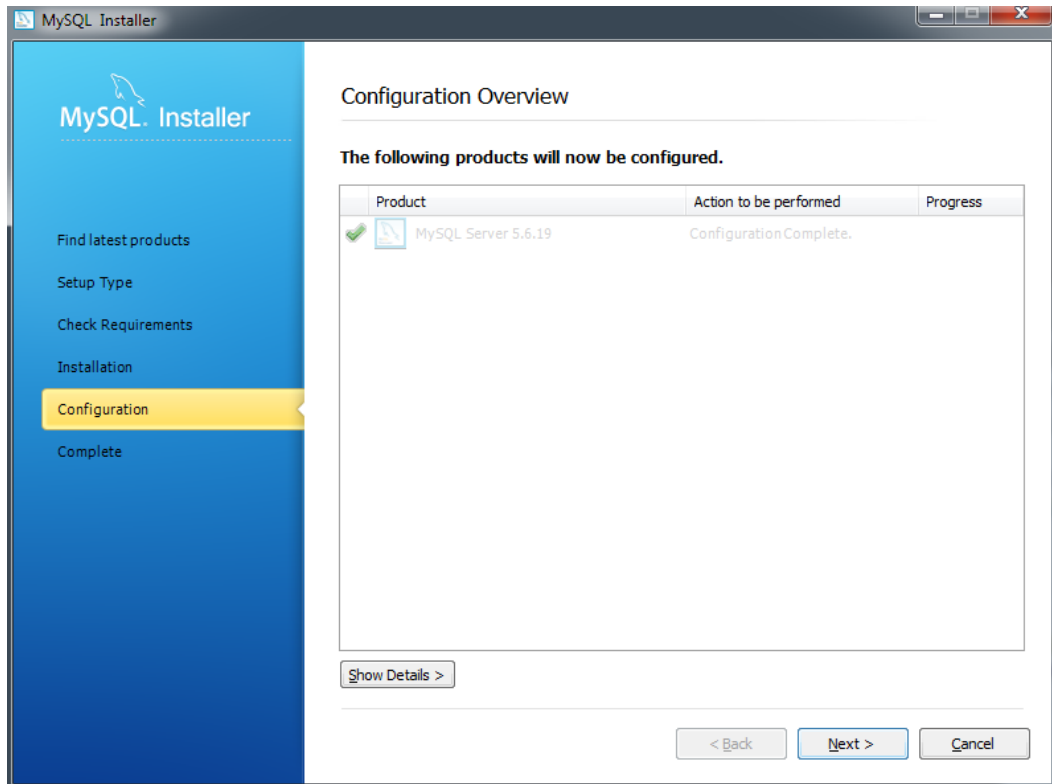 MySQL Installer
MySQL. Installer
Configuration Overview
The following products will now be configured.
Product Action to be performed Progress
MySQL Server 5.6.19 Configuration Complete.
Find latest products
Setup Type
Check Requirements
Installation
Configuration
Complete
Show Details >
< Back Next > Cancel